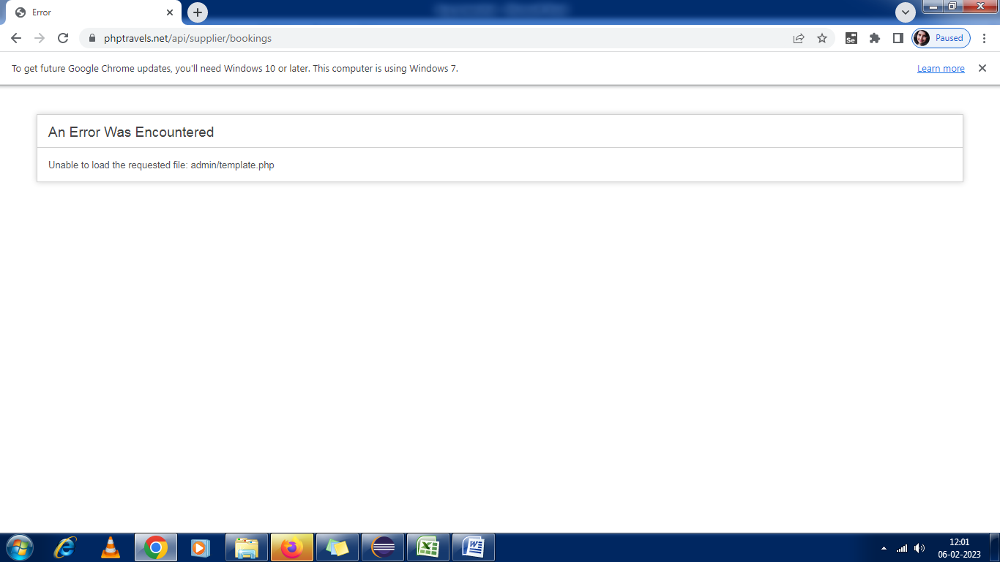 Error
phptravels.net/api/supplier/bookings
Se
Paused
To get future Google Chrome updates, you'll need Windows 10 or later. This computer is using Windows 7.
Learn more
An Error Was Encountered
Unable to load the requested file: admin/template.php
12:01
06-02-2023